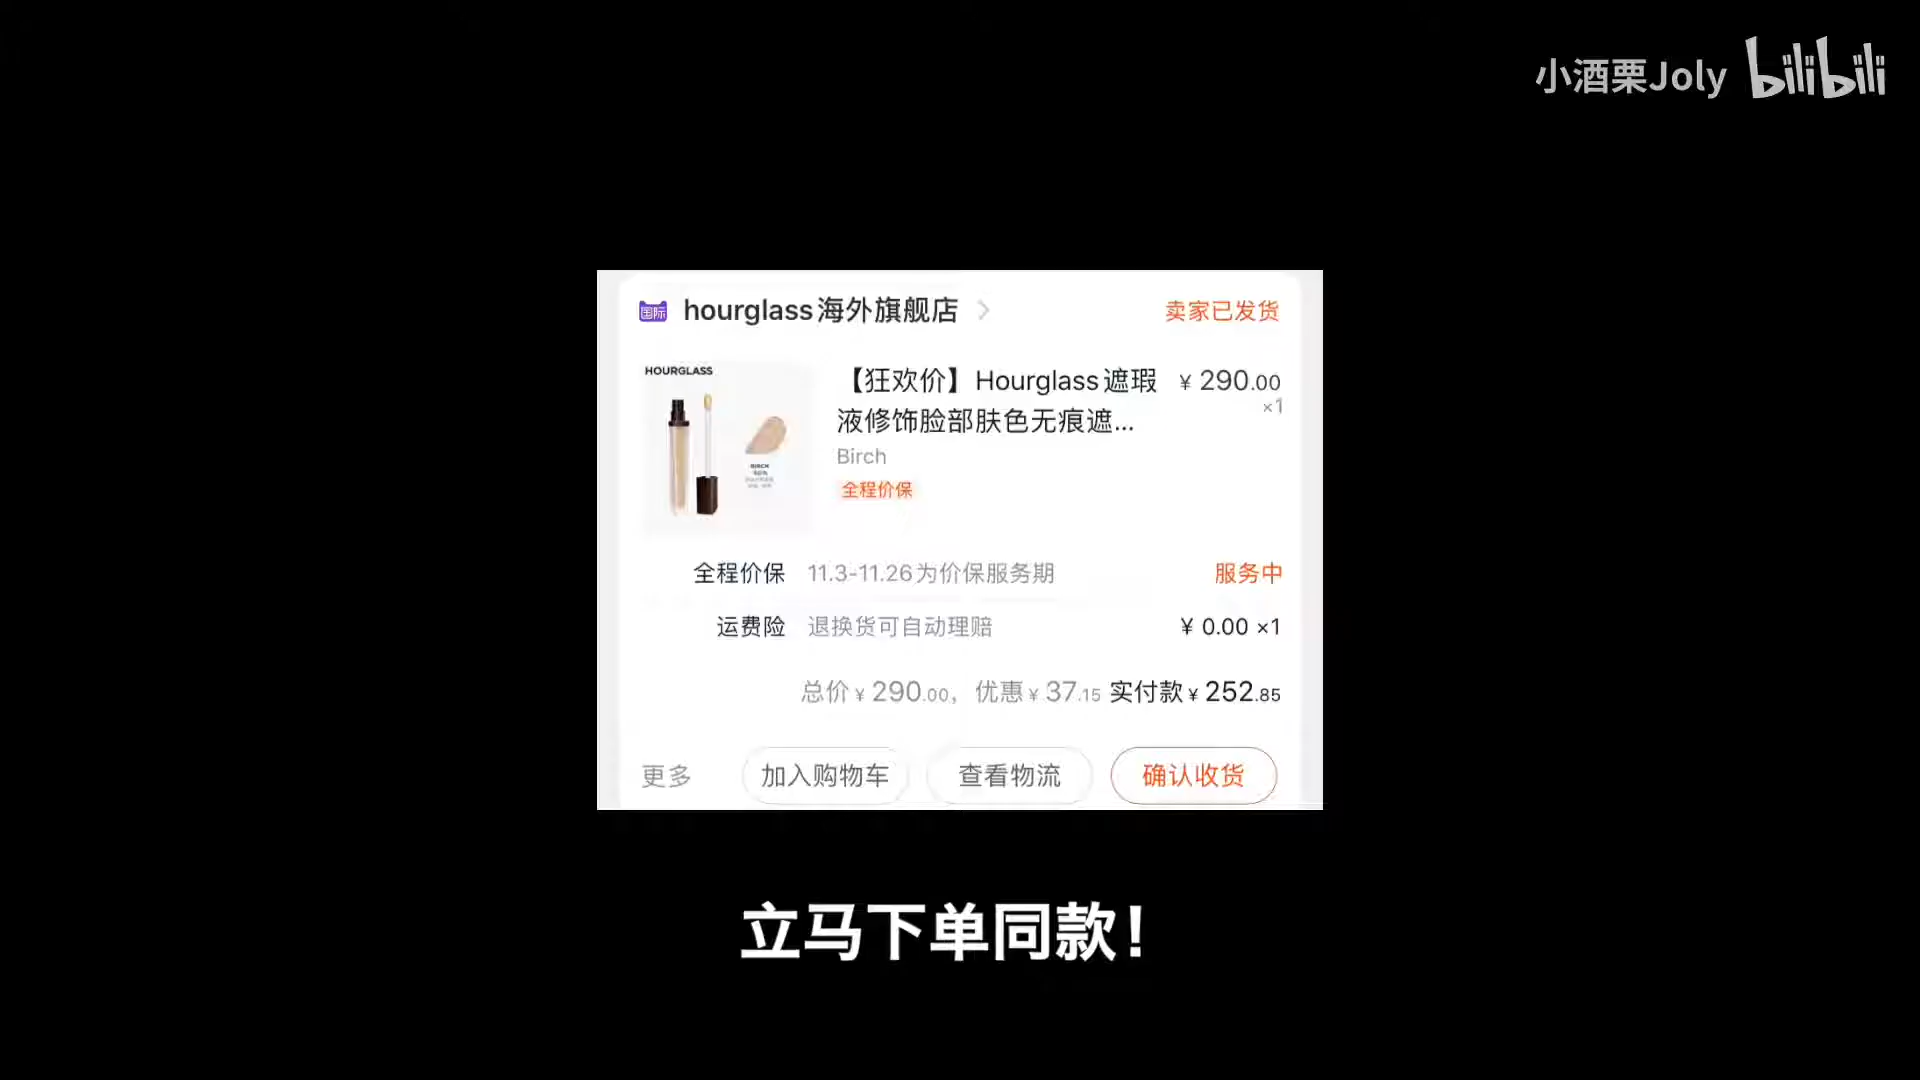 小酒栗Joly bilibili
国际 hourglass海外旗舰店 卖家已发货
HOURGLASS
【狂欢价】Hourglass遮瑕 ¥ 290.00
液修饰脸部肤色无痕遮... ×1
Birch
BIRCH
全程价保
全程价保 11.3-11.26为价保服务期 服务中
运费险 退换货可自动理赔 ¥ 0.00 ×1
总价 ¥ 290.00, 优惠 ¥ 37.15 实付款 ¥ 252.85
更多 加入购物车 查看物流 确认收货
立马下单同款！